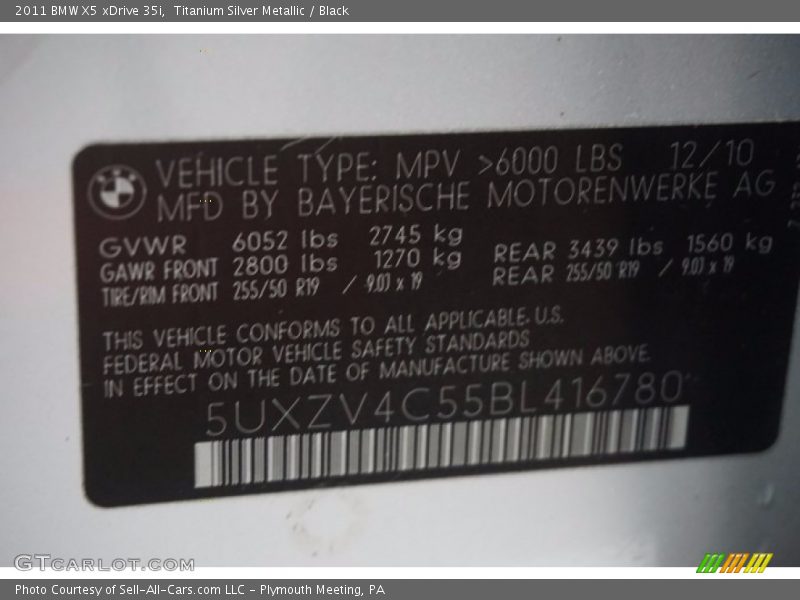 2011 BMW X5 xDrive 35i, Titanium Silver Metallic / Black
VEHICLE TYPE: MPV >6000 LBS 12/10
MFD BY BAYERISCHE MOTORENWERKE AG
GVWR 6052 lbs 2745 kg
GAWR FRONT 2800 lbs 1270 kg REAR 3439 lbs 1560 kg
TIRE/RIM FRONT 255/50 R19 / 9.0J x 19 REAR 255/50 R19 / 9.0J x 19
THIS VEHICLE CONFORMS TO ALL APPLICABLE. U.S.
FEDERAL MOTOR VEHICLE SAFETY STANDARDS
IN EFFECT ON THE DATE OF MANUFACTURE SHOWN ABOVE.
5UXZV4C55BL416780
GTCARLOT.COM
Photo Courtesy of Sell-All-Cars.com LLC - Plymouth Meeting, PA